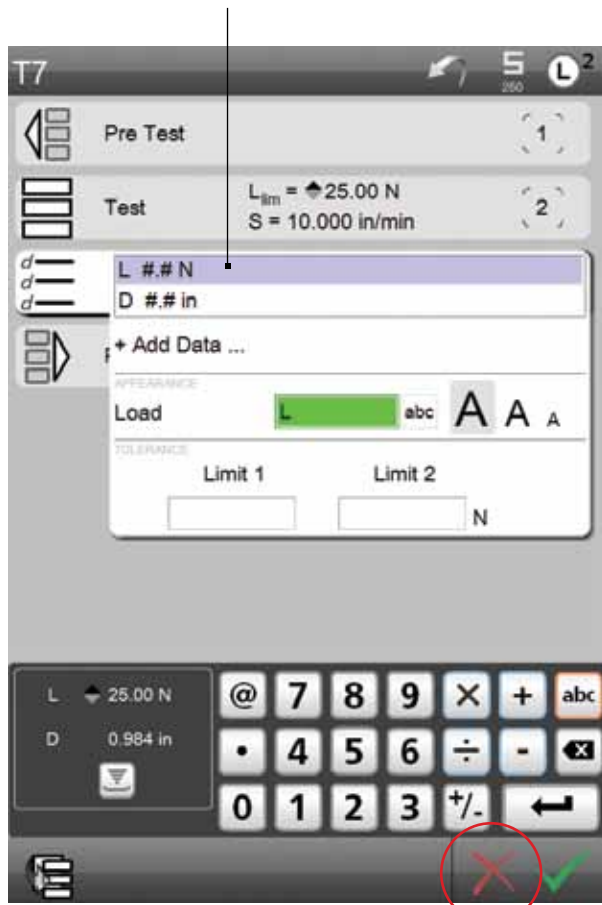 T7 S 250 L 2
Pre Test 1
Test Llim = 25.00 N 2
S = 10.000 in/min
d
d
d
L #.# N
D #.# in
+ Add Data ...
APPEARANCE
Load L abc A A A
TOLERANCE
Limit 1 Limit 2
N
L 25.00 N
D 0.984 in
@ 7 8 9 × + abc
. 4 5 6 ÷ -
0 1 2 3 +/-